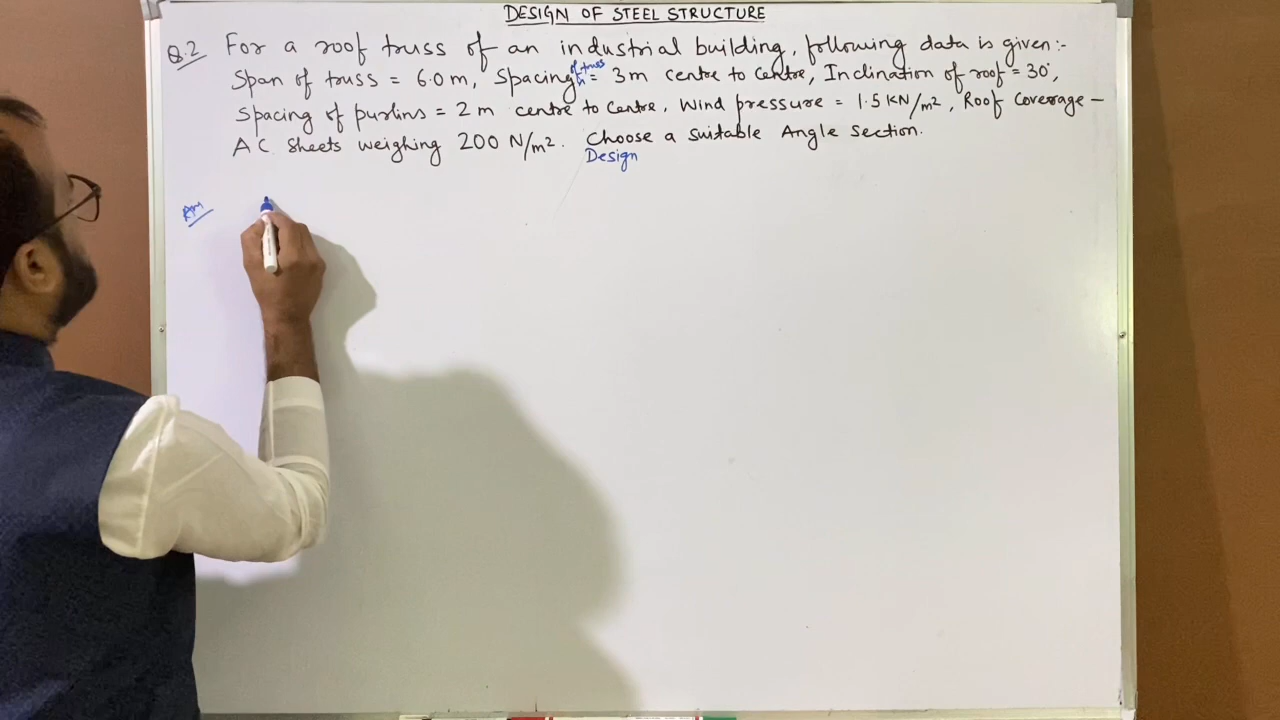 DESIGN OF STEEL STRUCTURE
Q.2 For a roof truss of an industrial building, following data is given:-
Span of truss = 6.0 m, Spacing of truss = 3m centre to centre, Inclination of roof = 30°,
Spacing of purlins = 2 m centre to centre, Wind pressure = 1.5 KN/m², Roof Coverage -
AC Sheets weighing 200 N/m². Choose a suitable Angle section.
Design
Ans